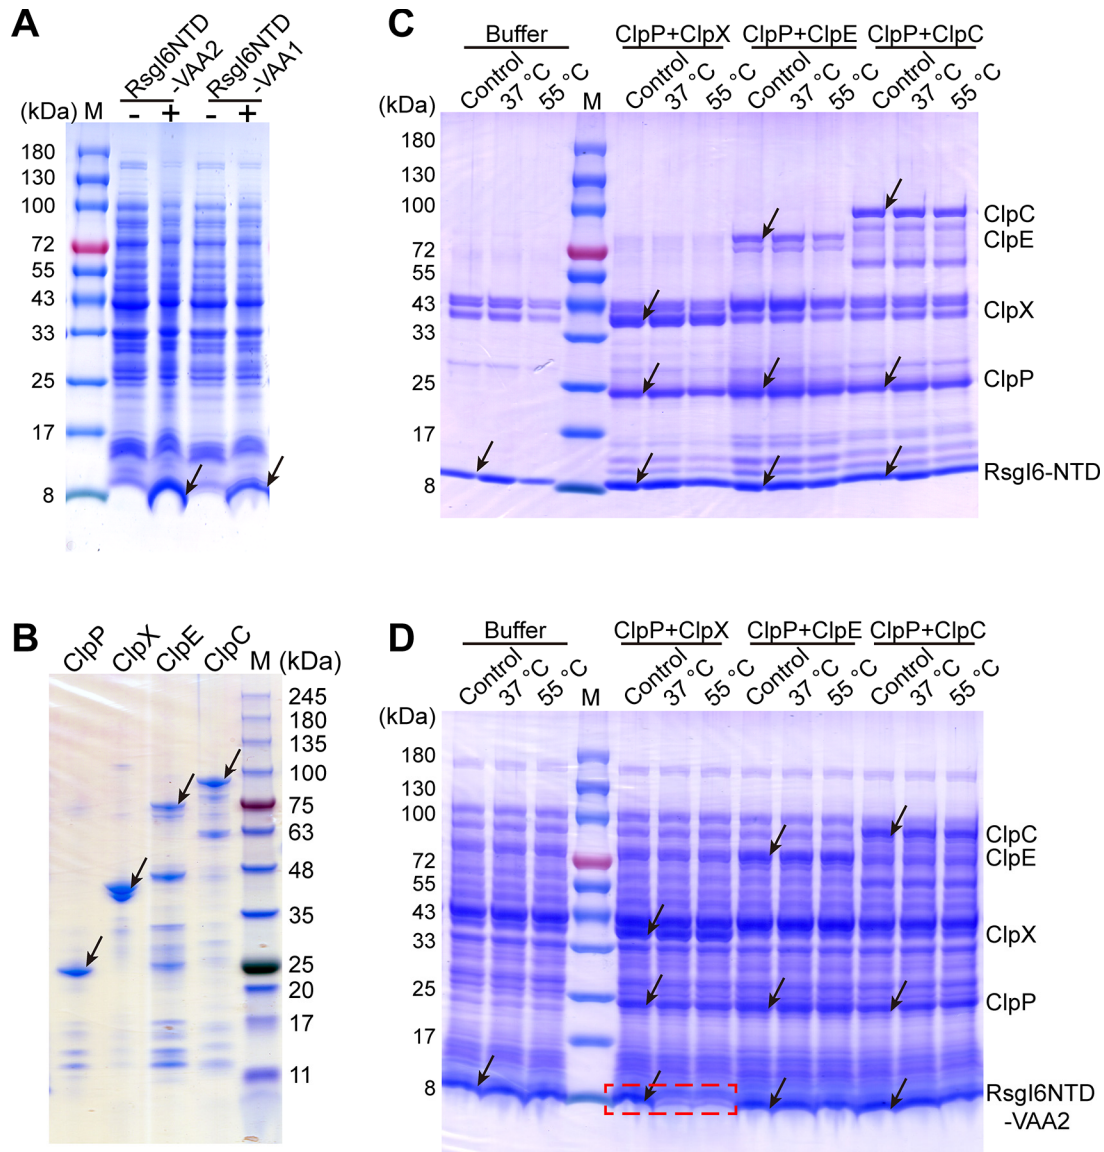 A
RsgI6NTD
-VAA2
RsgI6NTD
-VAA1
(kDa) M - + - +
180
130
100
72
55
43
33
25
17
8
C
Buffer ClpP+ClpX ClpP+ClpE ClpP+ClpC
Control 37 °C 55 °C M Control 37 °C 55 °C Control 37 °C 55 °C Control 37 °C 55 °C
(kDa)
180
130
100
72
55
43
33
25
17
8
ClpC
ClpE
ClpX
ClpP
RsgI6-NTD
B
ClpP ClpX ClpE ClpC M (kDa)
245
180
135
100
75
63
48
35
25
20
17
11
D
Buffer ClpP+ClpX ClpP+ClpE ClpP+ClpC
Control 37 °C 55 °C M Control 37 °C 55 °C Control 37 °C 55 °C Control 37 °C 55 °C
(kDa)
180
130
100
72
55
43
33
25
17
8
ClpC
ClpE
ClpX
ClpP
RsgI6NTD
-VAA2